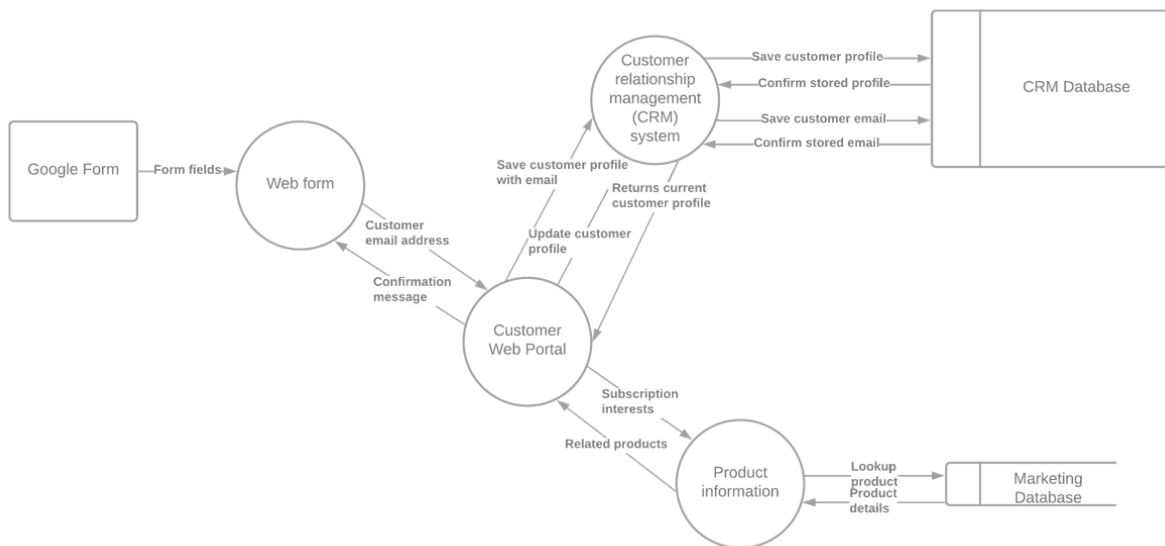 Google Form
Form fields
Web form
Customer
email address
Confirmation
message
Customer
Web Portal
Save customer profile
with email
Update customer
profile
Returns current
customer profile
Customer
relationship
management
(CRM)
system
Save customer profile
Confirm stored profile
Save customer email
Confirm stored email
CRM Database
Subscription
interests
Related products
Product
information
Lookup
product
Product
details
Marketing
Database